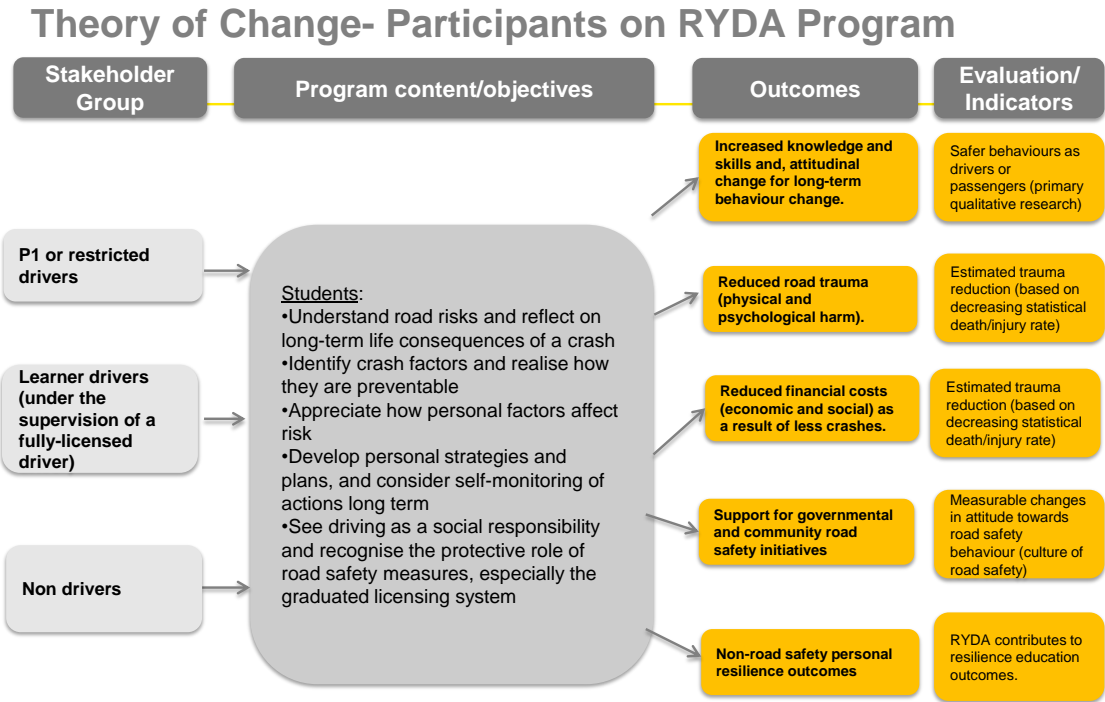 Theory of Change- Participants on RYDA Program
Stakeholder
Group
Program content/objectives
Outcomes
Evaluation/
Indicators
P1 or restricted
drivers
Learner drivers
(under the
supervision of a
fully-licensed
driver)
Non drivers
Students:
•Understand road risks and reflect on
long-term life consequences of a crash
•Identify crash factors and realise how
they are preventable
•Appreciate how personal factors affect
risk
•Develop personal strategies and
plans, and consider self-monitoring of
actions long term
•See driving as a social responsibility
and recognise the protective role of
road safety measures, especially the
graduated licensing system
Increased knowledge and
skills and, attitudinal
change for long-term
behaviour change.
Reduced road trauma
(physical and
psychological harm).
Reduced financial costs
(economic and social) as
a result of less crashes.
Support for governmental
and community road
safety initiatives
Non-road safety personal
resilience outcomes
Safer behaviours as
drivers or
passengers (primary
qualitative research)
Estimated trauma
reduction (based on
decreasing statistical
death/injury rate)
Estimated trauma
reduction (based on
decreasing statistical
death/injury rate)
Measurable changes
in attitude towards
road safety
behaviour (culture of
road safety)
RYDA contributes to
resilience education
outcomes.